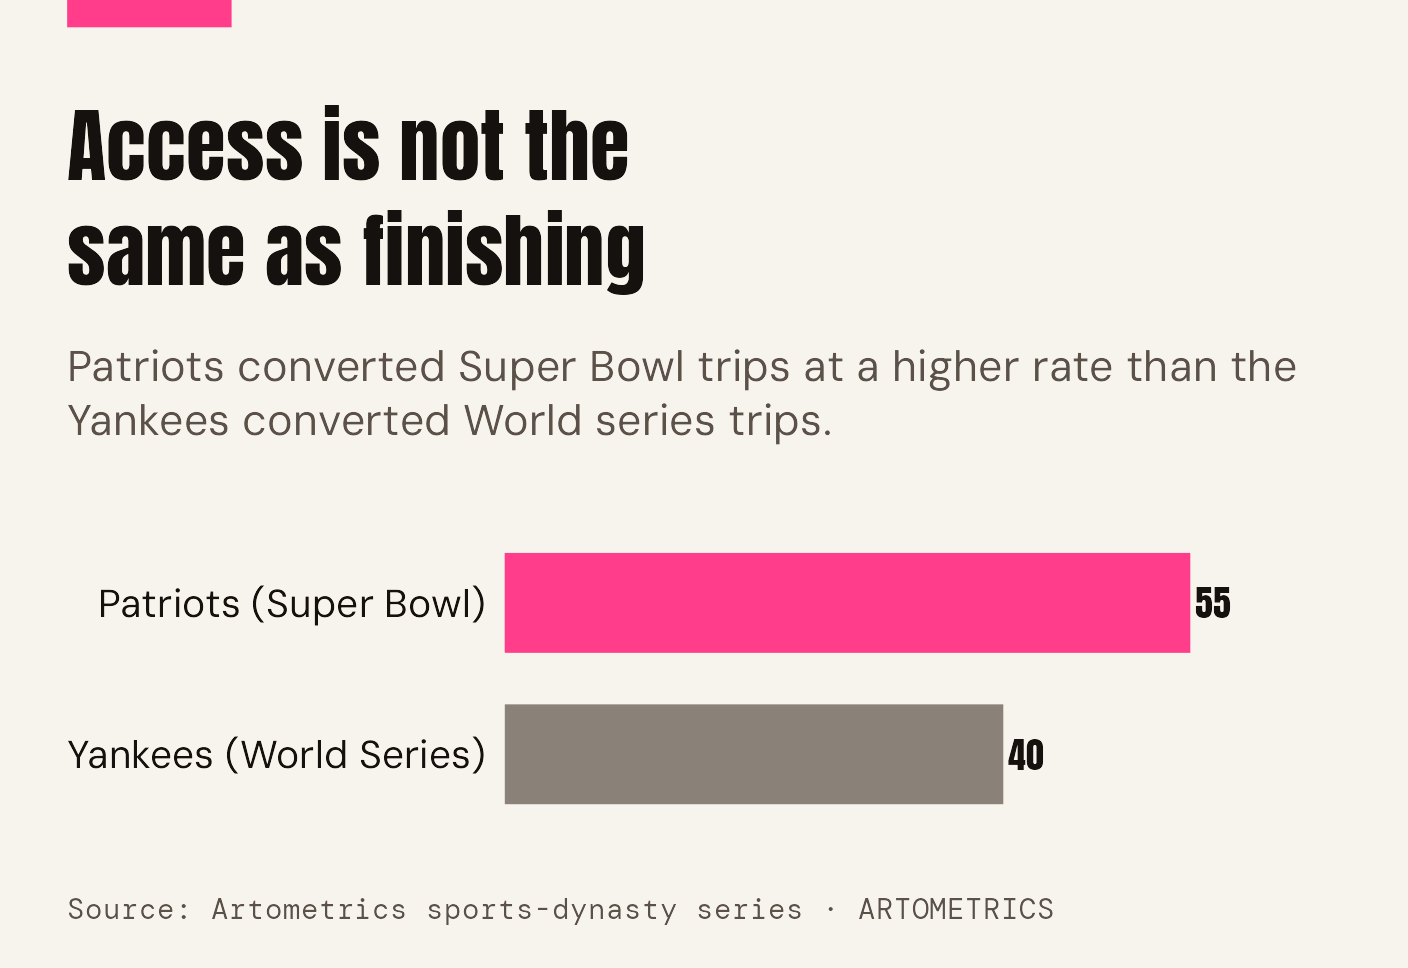 Access is not the
same as finishing
Patriots converted Super Bowl trips at a higher rate than the
Yankees converted World series trips.
Patriots (Super Bowl) 55
Yankees (World Series) 40
Source: Artometrics sports-dynasty series · ARTOMETRICS